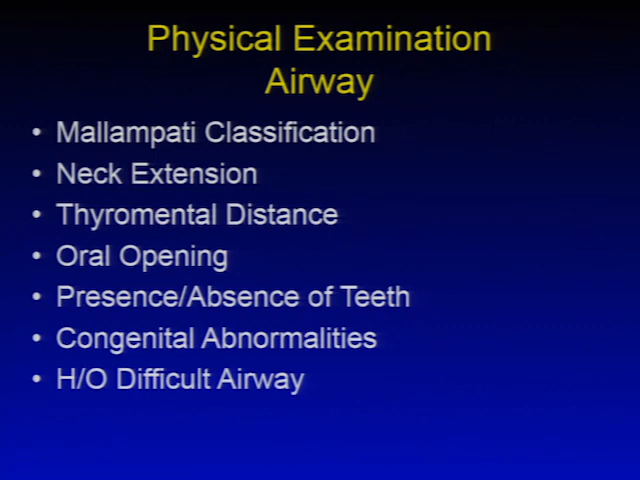 Physical Examination
Airway
• Mallampati Classification
• Neck Extension
• Thyromental Distance
• Oral Opening
• Presence/Absence of Teeth
• Congenital Abnormalities
• H/O Difficult Airway